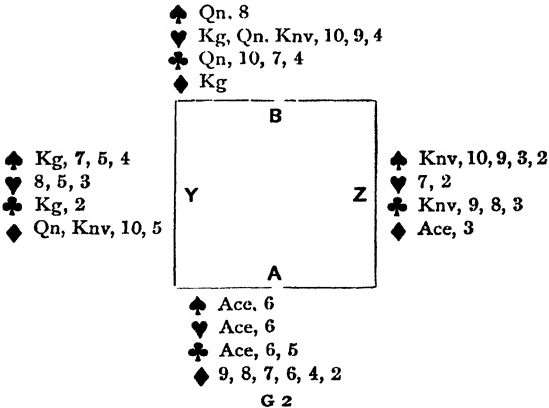 ♠ Qn. 8
♥ Kg, Qn. Knv, 10, 9, 4
♣ Qn, 10, 7, 4
♦ Kg
B
♠ Kg, 7, 5, 4
♥ 8, 5, 3
♣ Kg, 2
♦ Qn, Knv, 10, 5
Y
Z
♠ Knv, 10, 9, 3, 2
♥ 7, 2
♣ Knv, 9, 8, 3
♦ Ace, 3
A
♠ Ace, 6
♥ Ace, 6
♣ Ace, 6, 5
♦ 9, 8, 7, 6, 4, 2
G 2